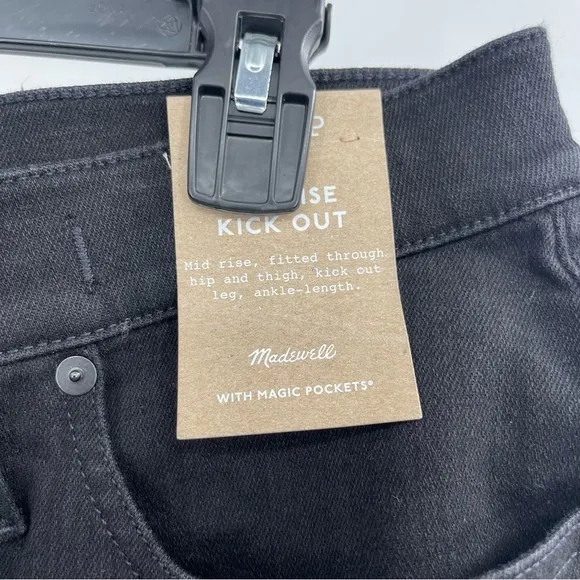 KICK OUT
Mid rise, fitted through
hip and thigh, kick out
leg, ankle-length.
Madewell
WITH MAGIC POCKETS®